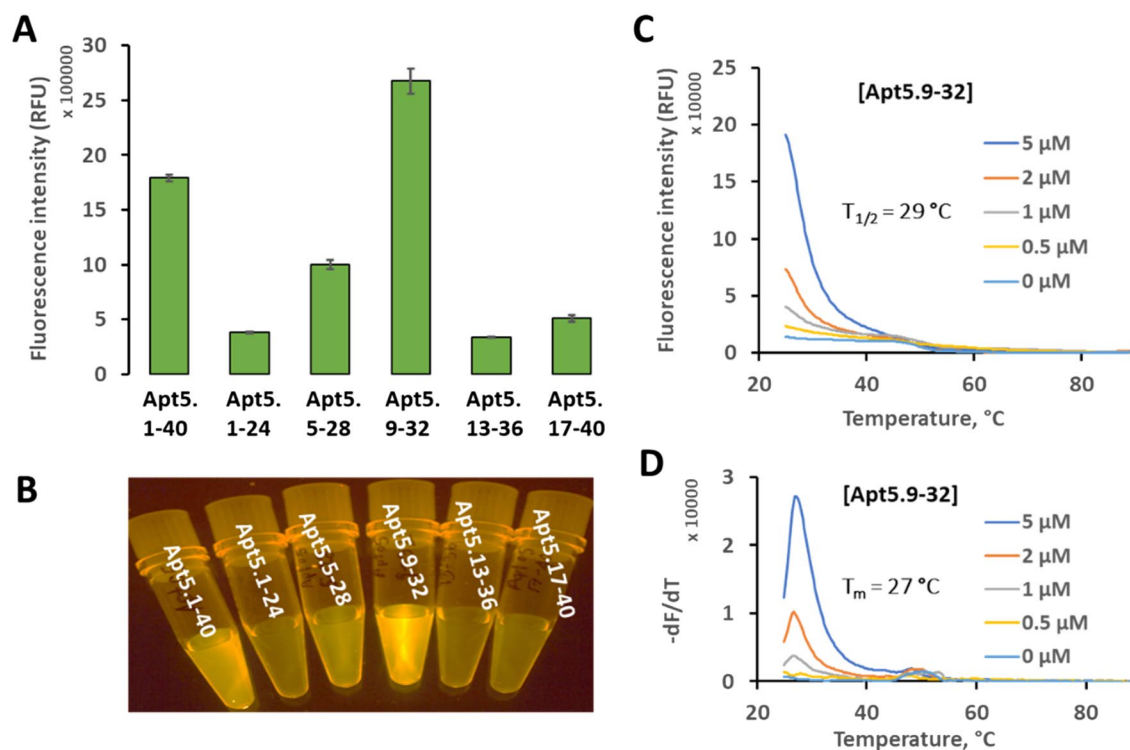 A
Fluorescence intensity (RFU)
x 100000
30
25
20
15
10
5
0
Apt5. Apt5. Apt5. Apt5. Apt5. Apt5.
1-40 1-24 5-28 9-32 13-36 17-40
B
Apt5.1-40
Apt5.1-24
Apt5.5-28
Apt5.9-32
Apt5.13-36
Apt5.17-40
C
Fluorescence intensity (RFU)
x 10000
25
20
15
10
5
0
[Apt5.9-32]
5 µM
2 µM
1 µM
0.5 µM
0 µM
T1/2 = 29 °C
20 40 60 80
Temperature, °C
D
-dF/dT
x 10000
3
2
1
0
[Apt5.9-32]
5 µM
2 µM
1 µM
0.5 µM
0 µM
Tm = 27 °C
20 40 60 80
Temperature, °C